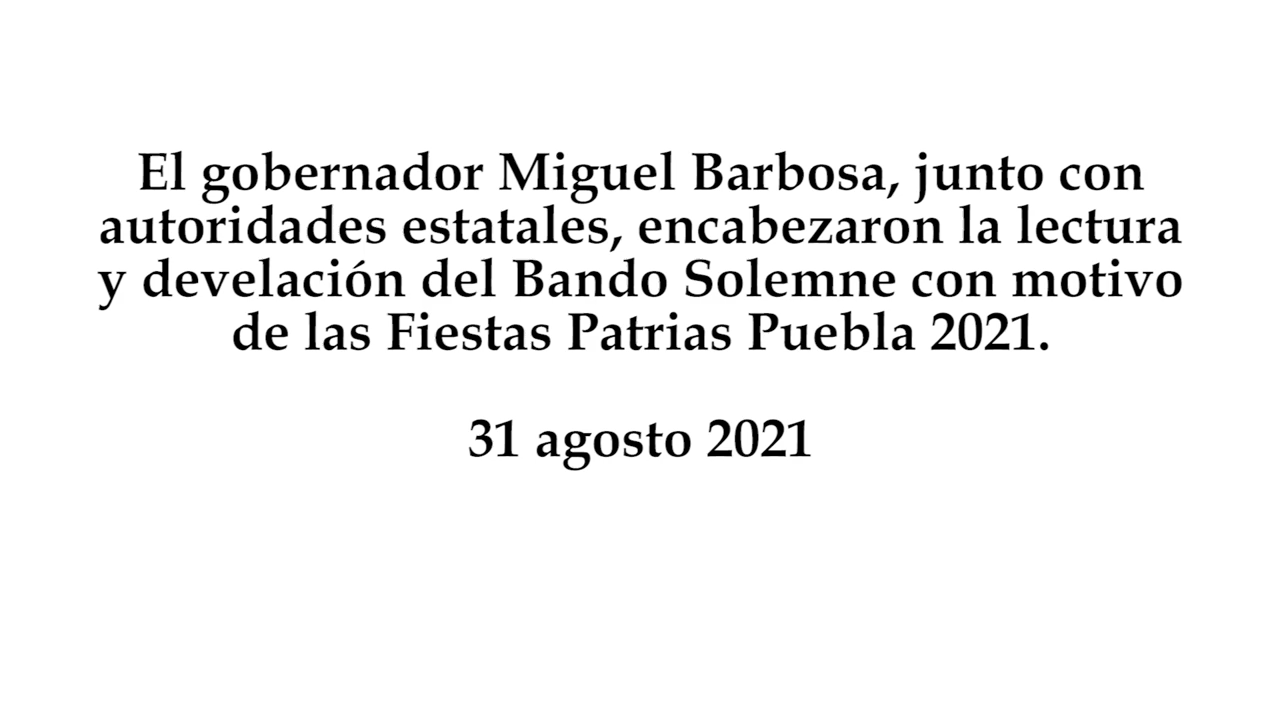 El gobernador Miguel Barbosa, junto con
autoridades estatales, encabezaron la lectura
y develación del Bando Solemne con motivo
de las Fiestas Patrias Puebla 2021.
31 agosto 2021